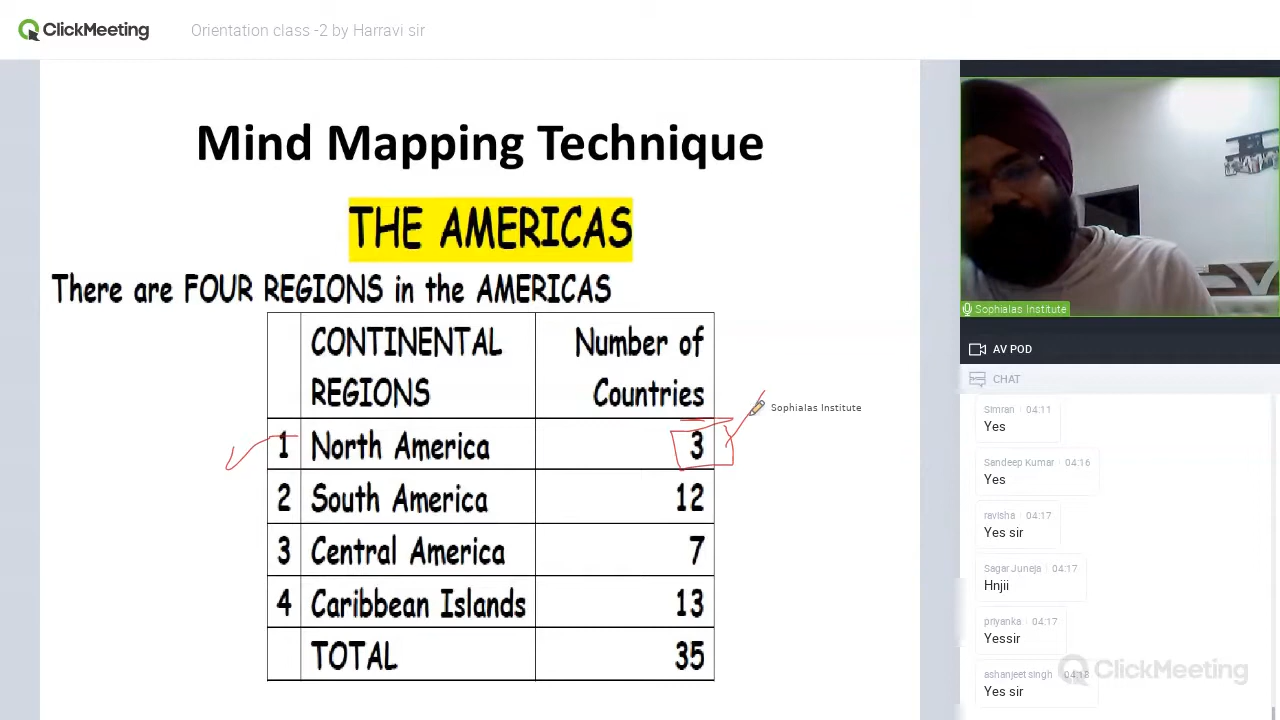 ClickMeeting
Orientation class -2 by Harravi sir
Mind Mapping Technique
THE AMERICAS
There are FOUR REGIONS in the AMERICAS
CONTINENTAL REGIONS Number of Countries
1 North America 3
2 South America 12
3 Central America 7
4 Caribbean Islands 13
TOTAL 35
Sophialas Institute
Sophialas Institute
AV POD
CHAT
Simran 04:11
Yes
Sandeep Kumar 04:16
Yes
ravisha 04:17
Yes sir
Sagar Juneja 04:17
Hnjii
priyanka 04:17
Yessir
ashanjeet singh 04:18
Yes sir
ClickMeeting